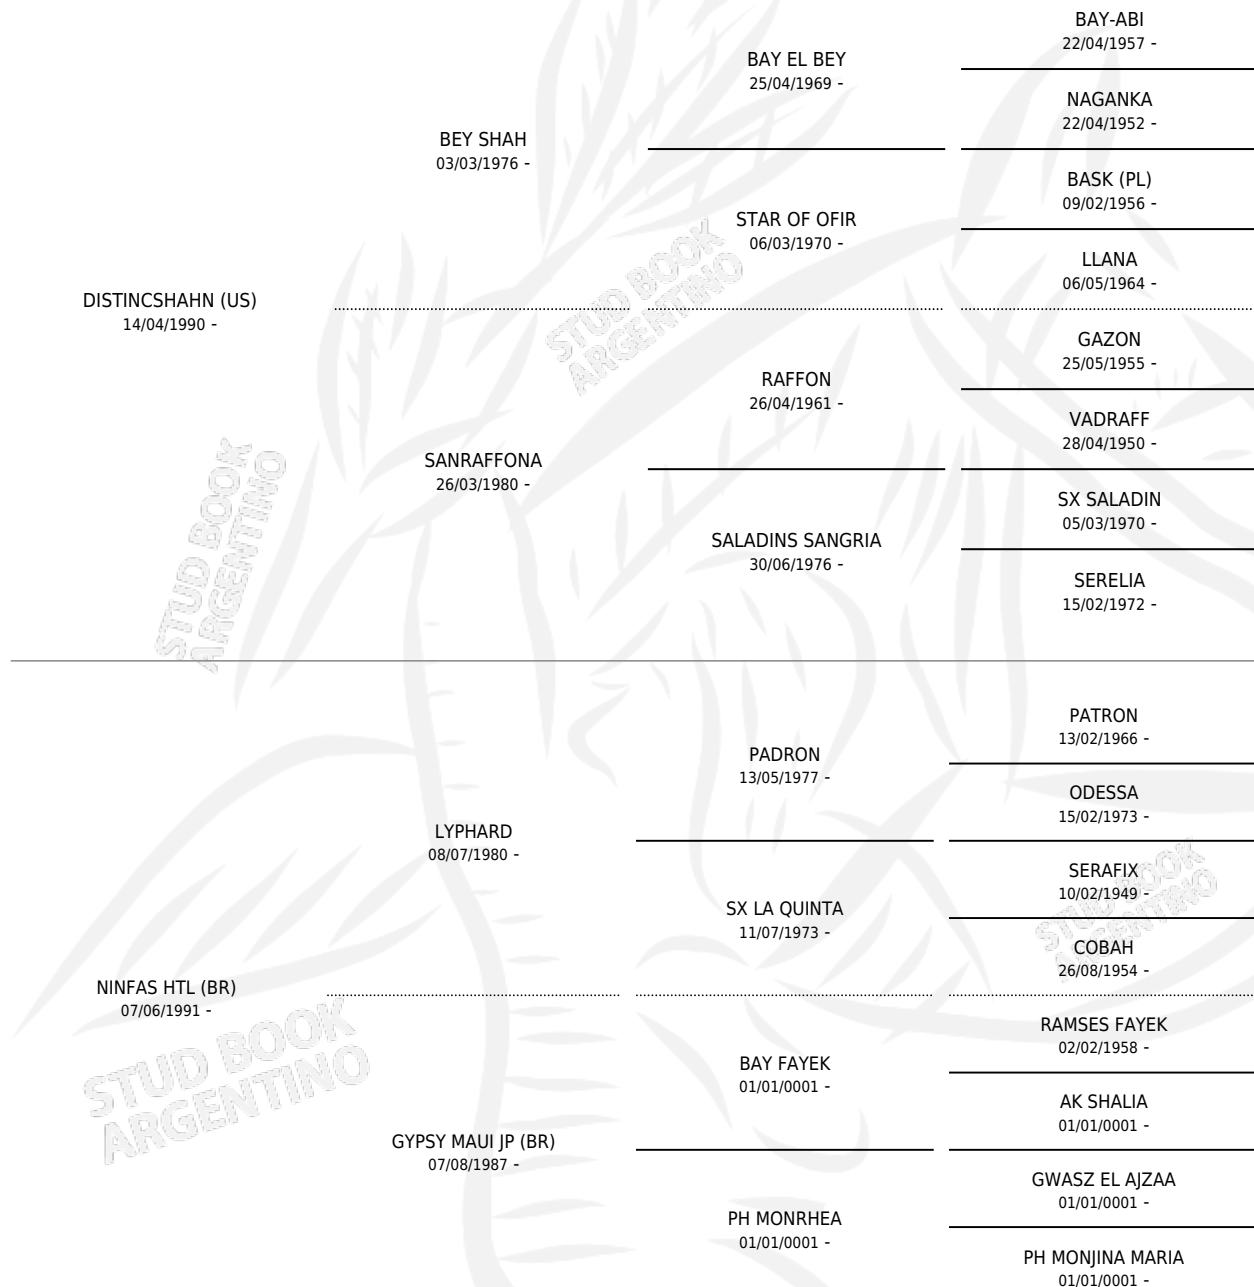 BAY-ABI
22/04/1957 -
BAY EL BEY
25/04/1969 -
NAGANKA
22/04/1952 -
BEY SHAH
03/03/1976 -
BASK (PL)
09/02/1956 -
STAR OF OFIR
06/03/1970 -
LLANA
06/05/1964 -
DISTINCSHAHN (US)
14/04/1990 -
GAZON
25/05/1955 -
RAFFON
26/04/1961 -
VADRAFF
28/04/1950 -
SANRAFFONA
26/03/1980 -
SX SALADIN
05/03/1970 -
SALADINS SANGRIA
30/06/1976 -
SERELIA
15/02/1972 -
PATRON
13/02/1966 -
PADRON
13/05/1977 -
ODESSA
15/02/1973 -
LYPHARD
08/07/1980 -
SERAFIX
10/02/1949 -
SX LA QUINTA
11/07/1973 -
COBAH
26/08/1954 -
NINFAS HTL (BR)
07/06/1991 -
RAMSES FAYEK
02/02/1958 -
BAY FAYEK
01/01/0001 -
AK SHALIA
01/01/0001 -
GYPSY MAUI JP (BR)
07/08/1987 -
GWASZ EL AJZAA
01/01/0001 -
PH MONRHEA
01/01/0001 -
PH MONJINA MARIA
01/01/0001 -
STUD BOOK
ARGENTINO
STUD BOOK
ARGENTINO
STUD BOOK
ARGENTINO
STUD BOOK
ARGENTINO